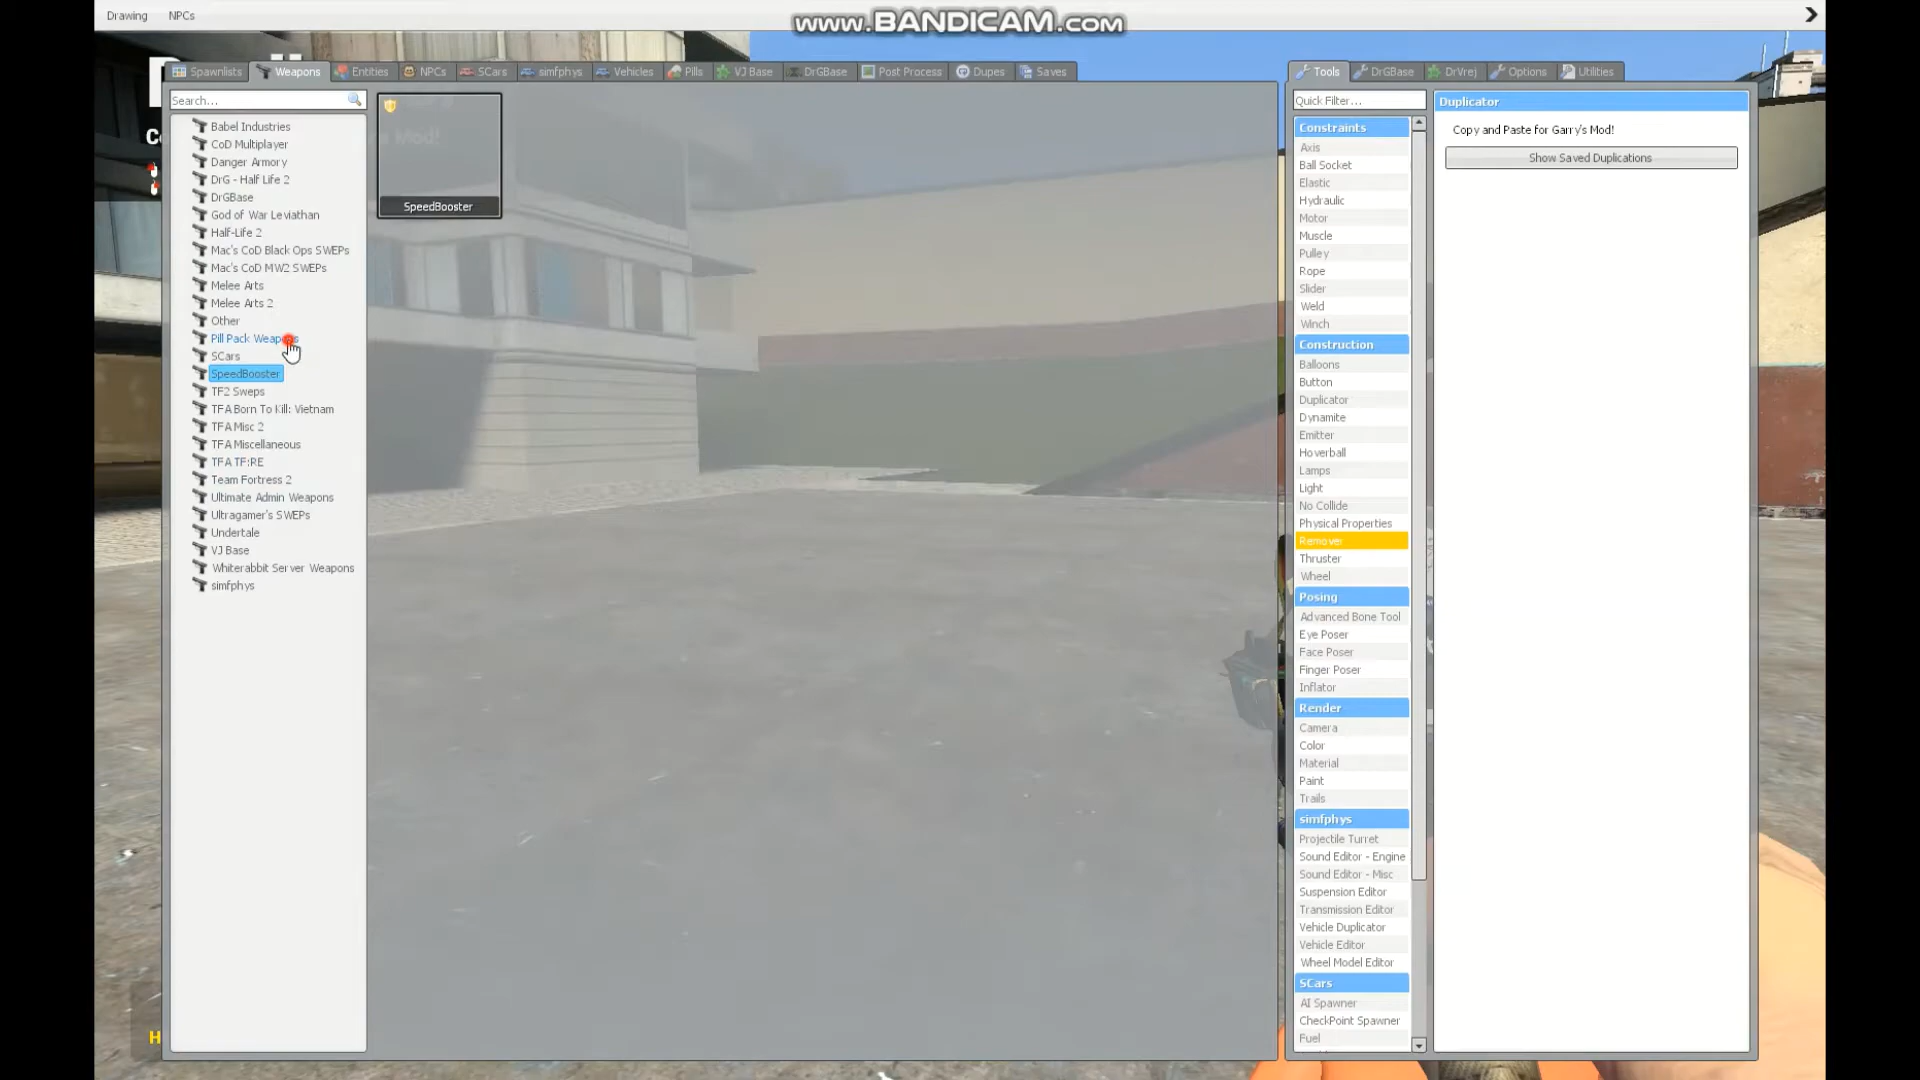 Drawing NPCs
www.BANDICAM.com
Spawnlists Weapons Entities NPCs SCars simfphys Vehicles Pills VJ Base DrGBase Post Process Dupes Saves
Search...
Babel Industries
CoD Multiplayer
Danger Armory
DrG - Half Life 2
DrGBase
God of War Leviathan
Half-Life 2
Mac's CoD Black Ops SWEPs
Mac's CoD MW2 SWEPs
Melee Arts
Melee Arts 2
Other
Pill Pack Weapons
SCars
SpeedBooster
TF2 Sweps
TFA Born To Kill: Vietnam
TFA Misc 2
TFA Miscellaneous
TFA TF:RE
Team Fortress 2
Ultimate Admin Weapons
Ultragamer's SWEPs
Undertale
VJ Base
Whiterabbit Server Weapons
simfphys
SpeedBooster
Mod!
Tools DrGBase DrVrej Options Utilities
Quick Filter...
Constraints
Axis
Ball Socket
Elastic
Hydraulic
Motor
Muscle
Pulley
Rope
Slider
Weld
Winch
Construction
Balloons
Button
Duplicator
Dynamite
Emitter
Hoverball
Lamps
Light
No Collide
Physical Properties
Remover
Thruster
Wheel
Posing
Advanced Bone Tool
Eye Poser
Face Poser
Finger Poser
Inflator
Render
Camera
Color
Material
Paint
Trails
simfphys
Projectile Turret
Sound Editor - Engine
Sound Editor - Misc
Suspension Editor
Transmission Editor
Vehicle Duplicator
Vehicle Editor
Wheel Model Editor
SCars
AI Spawner
CheckPoint Spawner
Fuel
Duplicator
Copy and Paste for Garry's Mod!
Show Saved Duplications